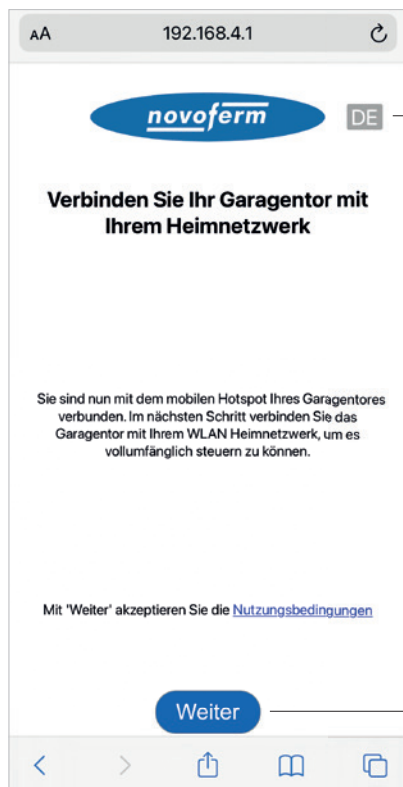 AA 192.168.4.1
novoferm DE
Verbinden Sie Ihr Garagentor mit
Ihrem Heimnetzwerk
Sie sind nun mit dem mobilen Hotspot Ihres Garagentores
verbunden. Im nächsten Schritt verbinden Sie das
Garagentor mit Ihrem WLAN Heimnetzwerk, um es
vollumfänglich steuern zu können.
Mit 'Weiter' akzeptieren Sie die Nutzungsbedingungen
Weiter